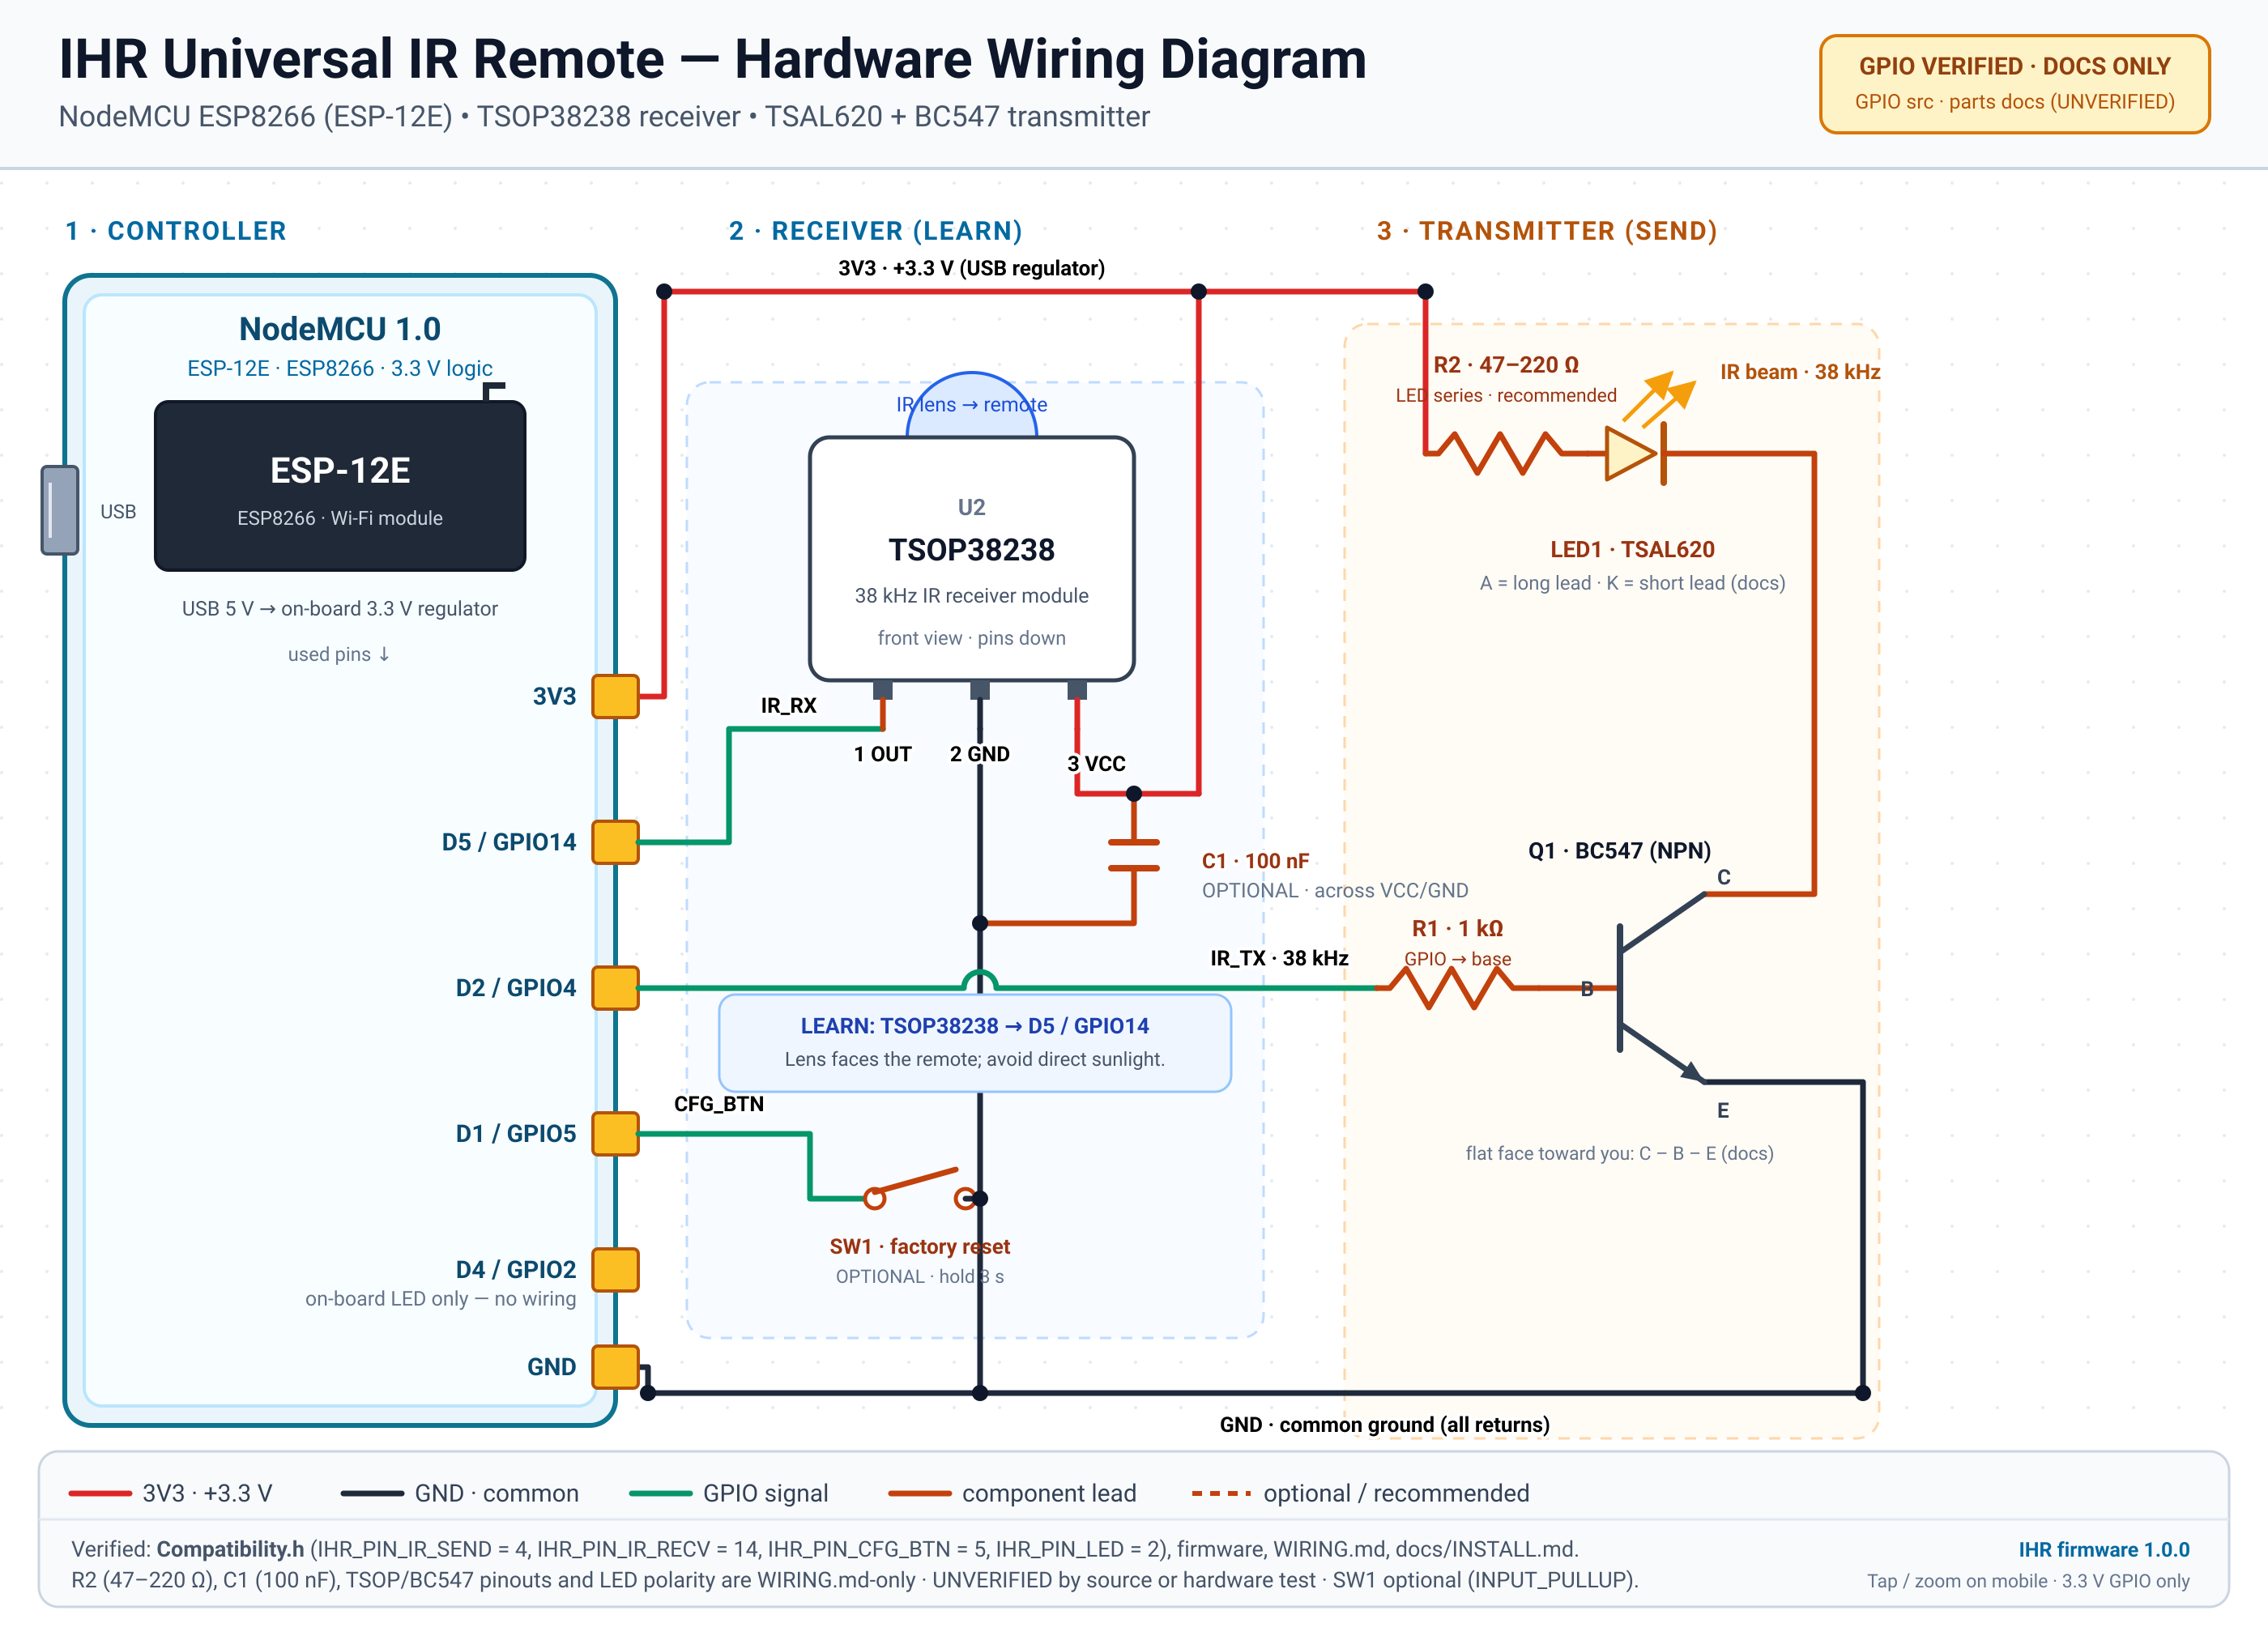 IHR Universal IR Remote — Hardware Wiring Diagram
NodeMCU ESP8266 (ESP-12E) • TSOP38238 receiver • TSAL620 + BC547 transmitter
GPIO VERIFIED · DOCS ONLY
GPIO src · parts docs (UNVERIFIED)
1 · CONTROLLER
NodeMCU 1.0
ESP-12E · ESP8266 · 3.3 V logic
ESP-12E
ESP8266 · Wi-Fi module
USB
USB 5 V → on-board 3.3 V regulator
used pins ↓
3V3
D5 / GPIO14
D2 / GPIO4
D1 / GPIO5
D4 / GPIO2
on-board LED only — no wiring
GND
2 · RECEIVER (LEARN)
3V3 · +3.3 V (USB regulator)
IR lens → remote
U2
TSOP38238
38 kHz IR receiver module
front view · pins down
IR_RX
1 OUT
2 GND
3 VCC
C1 · 100 nF
OPTIONAL · across VCC/GND
IR_TX · 38 kHz
LEARN: TSOP38238 → D5 / GPIO14
Lens faces the remote; avoid direct sunlight.
CFG_BTN
SW1 · factory reset
OPTIONAL · hold 8 s
3 · TRANSMITTER (SEND)
R2 · 47–220 Ω
LED series · recommended
IR beam · 38 kHz
LED1 · TSAL620
A = long lead · K = short lead (docs)
Q1 · BC547 (NPN)
C
R1 · 1 kΩ
GPIO → base
B
E
flat face toward you: C – B – E (docs)
GND · common ground (all returns)
3V3 · +3.3 V
GND · common
GPIO signal
component lead
optional / recommended
Verified: Compatibility.h (IHR_PIN_IR_SEND = 4, IHR_PIN_IR_RECV = 14, IHR_PIN_CFG_BTN = 5, IHR_PIN_LED = 2), firmware, WIRING.md, docs/INSTALL.md.
R2 (47–220 Ω), C1 (100 nF), TSOP/BC547 pinouts and LED polarity are WIRING.md-only · UNVERIFIED by source or hardware test · SW1 optional (INPUT_PULLUP).
IHR firmware 1.0.0
Tap / zoom on mobile · 3.3 V GPIO only